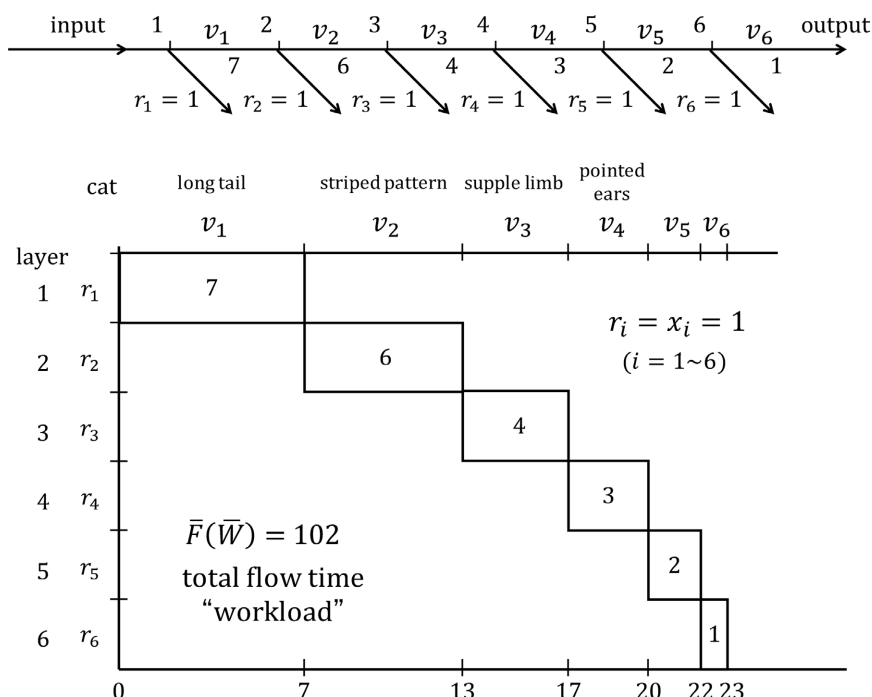 input 1 v₁ 2 v₂ 3 v₃ 4 v₄ 5 v₅ 6 v₆ output
7 6 4 3 2 1
r₁ = 1 r₂ = 1 r₃ = 1 r₄ = 1 r₅ = 1 r₆ = 1
cat long tail striped pattern supple limb pointed
ears
v₁ v₂ v₃ v₄ v₅ v₆
layer
1 r₁ 7
rᵢ = xᵢ = 1
2 r₂ 6 (i = 1~6)
3 r₃ 4
4 r₄ 3
F̄(W̄) = 102
5 r₅ total flow time 2
"workload"
6 r₆ 1
0 7 13 17 20 22 23